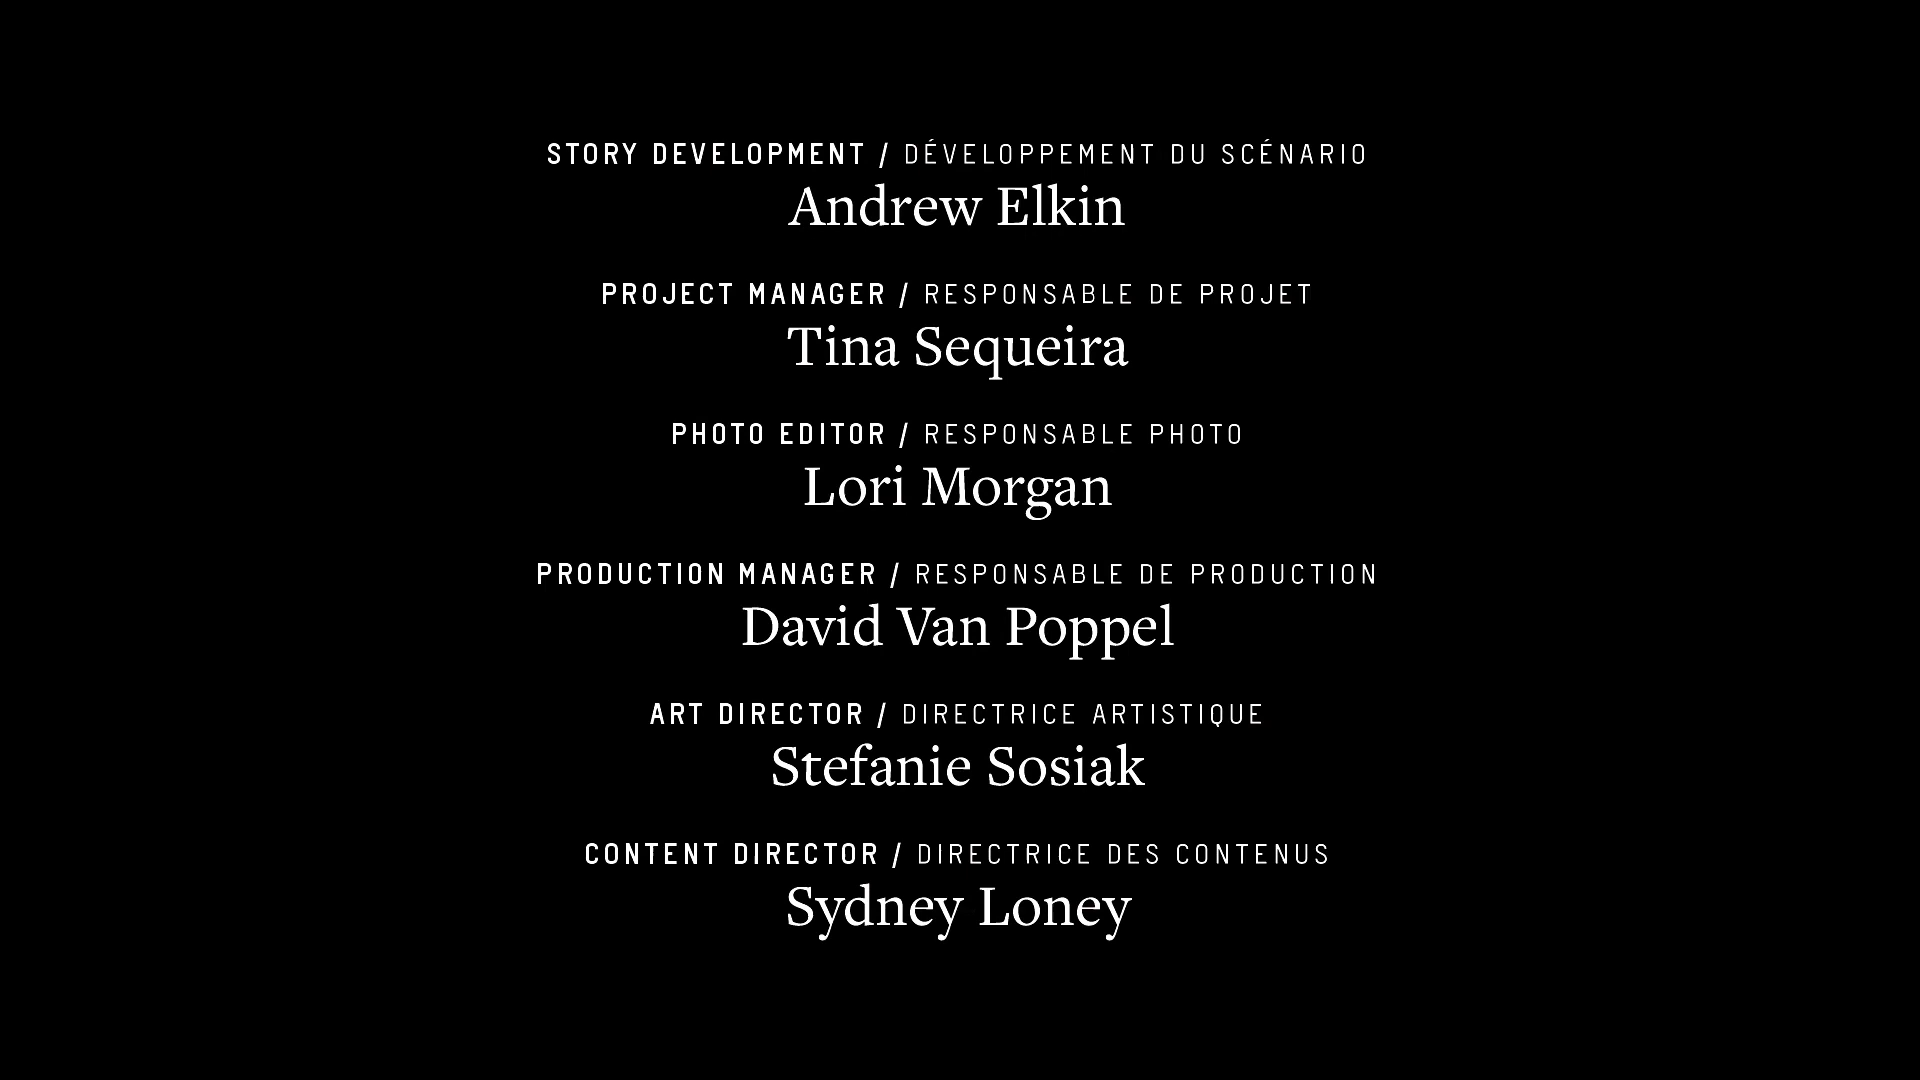 STORY DEVELOPMENT / DÉVELOPPEMENT DU SCÉNARIO
Andrew Elkin
PROJECT MANAGER / RESPONSABLE DE PROJET
Tina Sequeira
PHOTO EDITOR / RESPONSABLE PHOTO
Lori Morgan
PRODUCTION MANAGER / RESPONSABLE DE PRODUCTION
David Van Poppel
ART DIRECTOR / DIRECTRICE ARTISTIQUE
Stefanie Sosiak
CONTENT DIRECTOR / DIRECTRICE DES CONTENUS
Sydney Loney